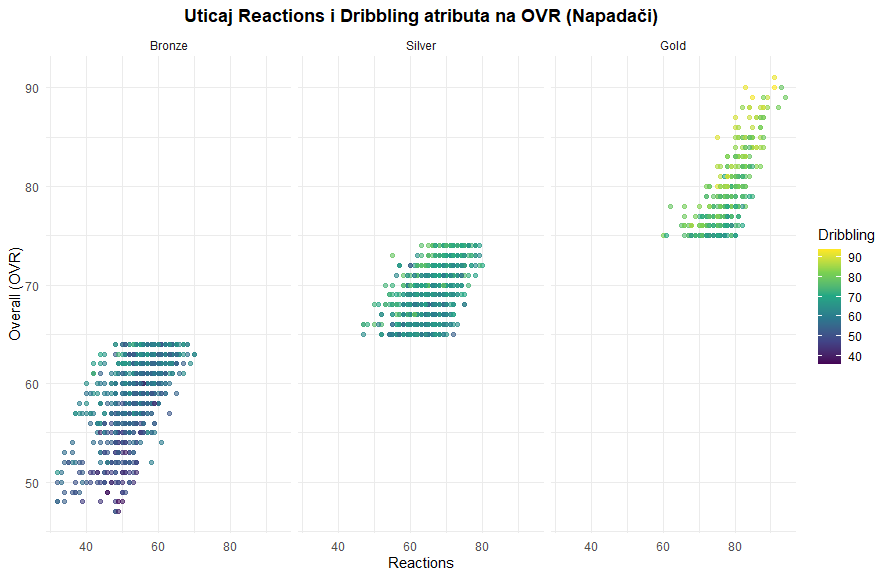 Uticaj Reactions i Dribbling atributa na OVR (Napadači)
Bronze Silver Gold
Overall (OVR)
90
80
70
60
50
40 60 80 40 60 80 40 60 80
Reactions
Dribbling
90
80
70
60
50
40